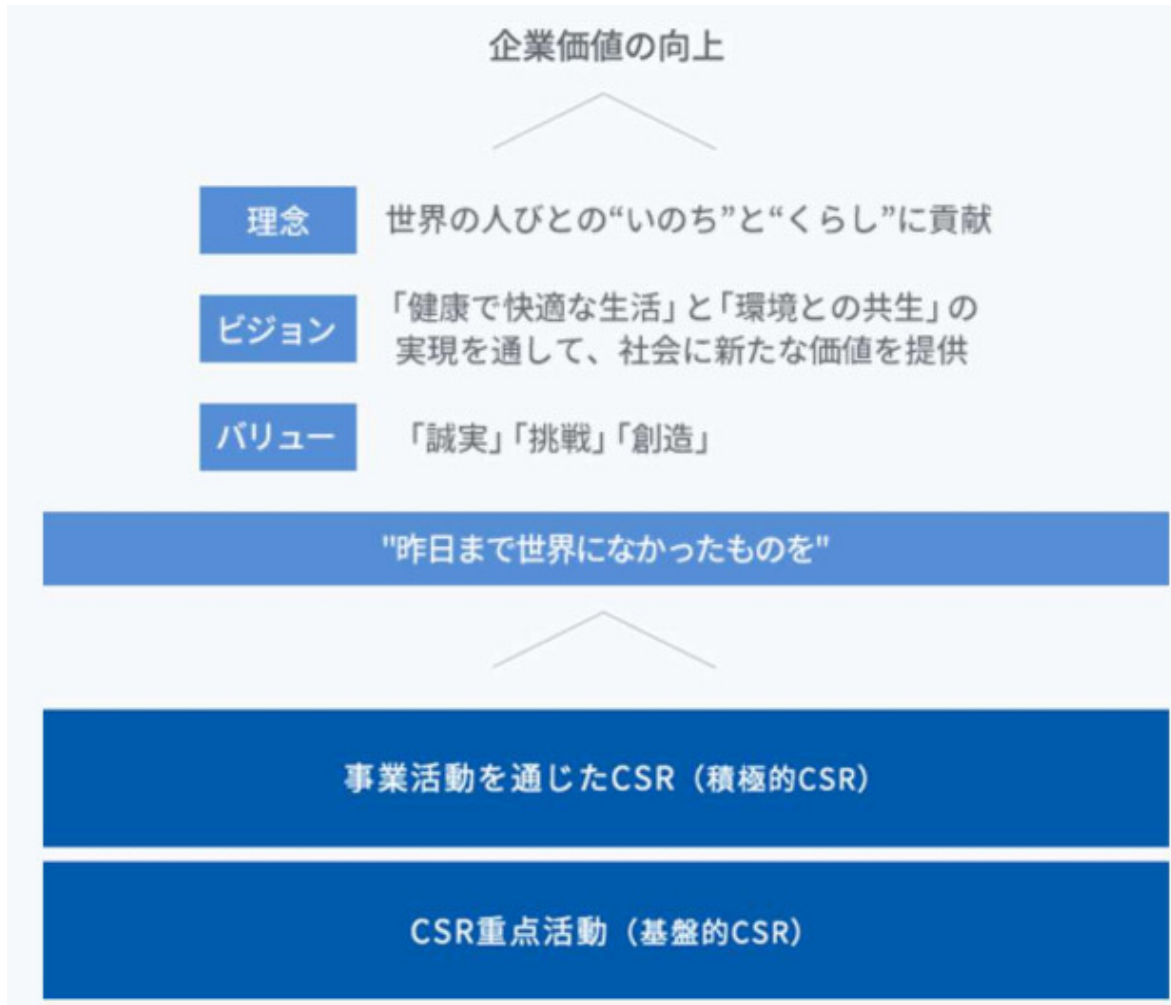 企業価値の向上
理念
世界の人びとの“いのち”と“くらし”に貢献
ビジョン
「健康で快適な生活」と「環境との共生」の
実現を通して、社会に新たな価値を提供
バリュー
「誠実」「挑戦」「創造」
"昨日まで世界になかったものを"
事業活動を通じたCSR（積極的CSR）
CSR重点活動（基盤的CSR）